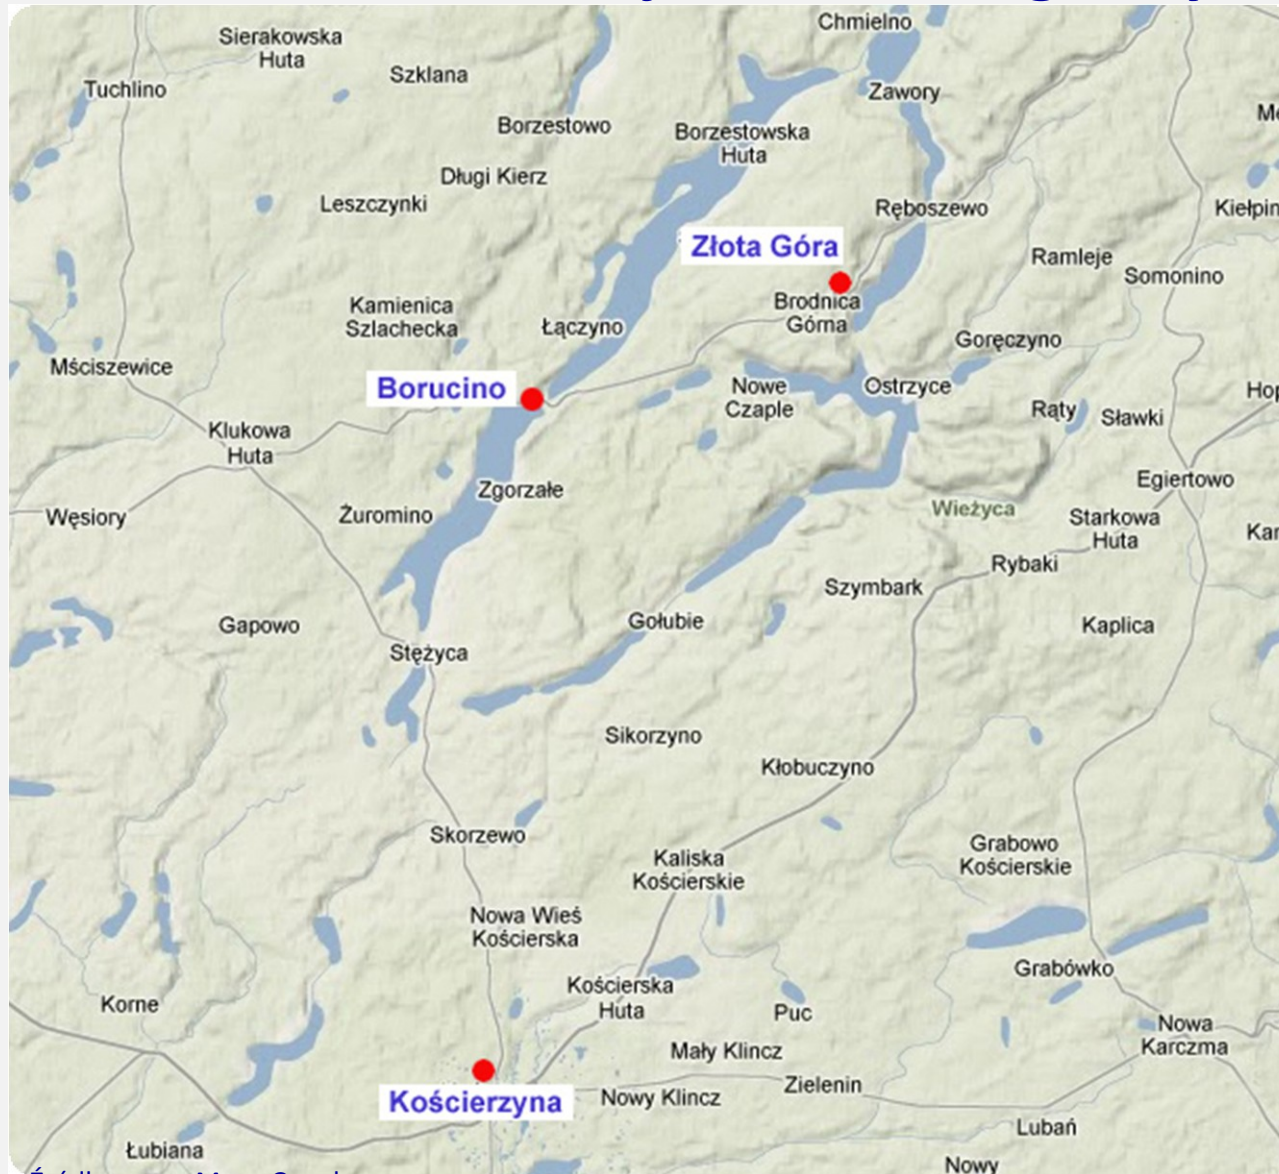 Chmielno
Sierakowska
Huta
Szklana
Tuchlino
Zawory
Borzestowo
Borzestowska
Huta
Długi Kierz
Leszczynki
Ręboszewo
Kiełpin
Złota Góra
Ramleje
Somonino
Kamienica
Szlachecka
Łączyno
Brodnica
Górna
Goręczyno
Mściszewice
Borucino
Nowe
Czaple
Ostrzyce
Rąty
Sławki
Klukowa
Huta
Zgorzałe
Egiertowo
Węsiory
Żuromino
Wieżyca
Starkowa
Huta
Rybaki
Szymbark
Gapowo
Gołubie
Kaplica
Stężyca
Sikorzyno
Kłobuczyno
Skorzewo
Grabowo
Kościerskie
Kaliska
Kościerskie
Nowa Wieś
Kościerska
Grabówko
Kościerska
Huta
Korne
Puc
Nowa
Karczma
Mały Klincz
Zielenin
Kościerzyna
Nowy Klincz
Lubań
Łubiana
Nowy